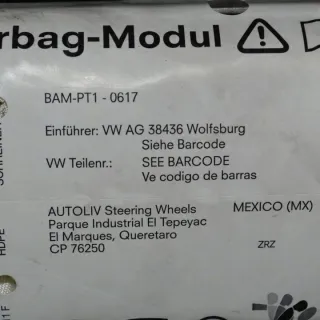 rbag-Modul
BAM-PT1 - 0617
Einführer: VW AG 38436 Wolfsburg
Siehe Barcode
VW Teilenr.: SEE BARCODE
Ve codigo de barras
AUTOLIV Steering Wheels MEXICO (MX)
Parque Industrial El Tepeyac
El Marques, Queretaro
CP 76250 ZRZ
HDPE